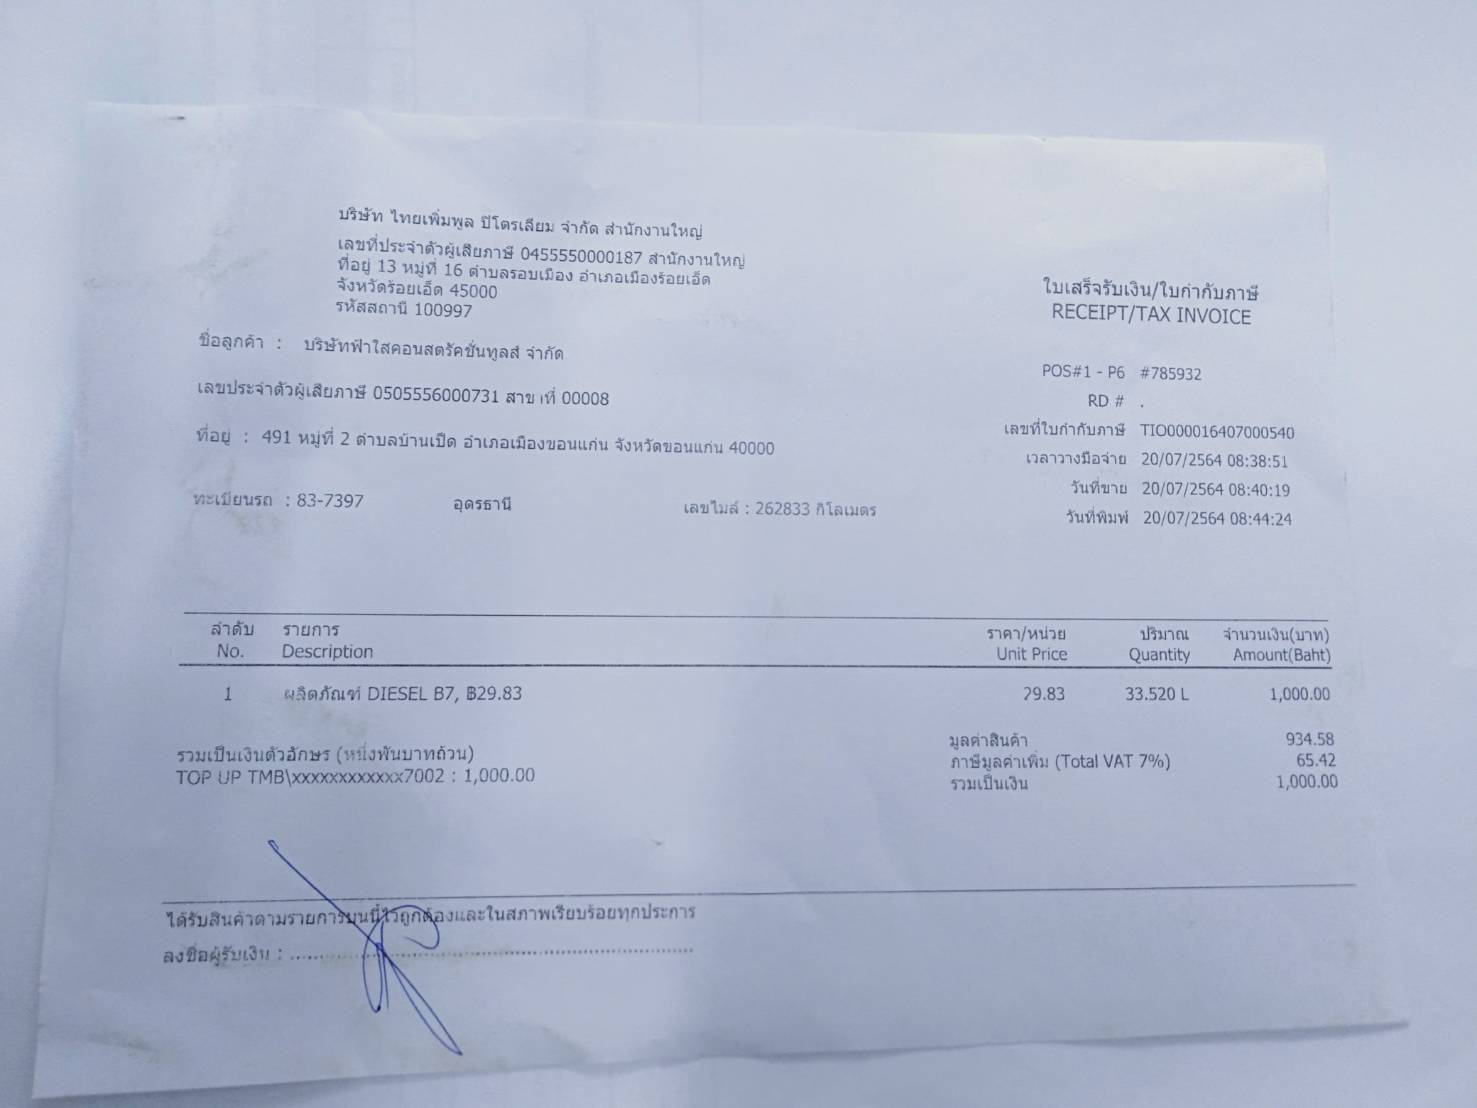 บริษัท ไทยเพิ่มพูล ปิโตรเลียม จำกัด สำนักงานใหญ่
เลขที่ประจำตัวผู้เสียภาษี 0455550000187 สำนักงานใหญ่
ที่อยู่ 13 หมู่ที่ 16 ตำบลรอบเมือง อำเภอเมืองร้อยเอ็ด
จังหวัดร้อยเอ็ด 45000
รหัสสถานี 100997
ใบเสร็จรับเงิน/ใบกำกับภาษี
RECEIPT/TAX INVOICE
ชื่อลูกค้า : บริษัทฟ้าใสคอนสตรัคชั่นทูลส์ จำกัด
เลขประจำตัวผู้เสียภาษี 0505556000731 สาขาที่ 00008
ที่อยู่ : 491 หมู่ที่ 2 ตำบลบ้านเป็ด อำเภอเมืองขอนแก่น จังหวัดขอนแก่น 40000
ทะเบียนรถ : 83-7397 อุดรธานี เลขไมล์ : 262833 กิโลเมตร
POS#1 - P6 #785932
RD # .
เลขที่ใบกำกับภาษี TIO000016407000540
เวลาวางมือจ่าย 20/07/2564 08:38:51
วันที่ขาย 20/07/2564 08:40:19
วันที่พิมพ์ 20/07/2564 08:44:24
ลำดับ รายการ ราคา/หน่วย ปริมาณ จำนวนเงิน(บาท)
No. Description Unit Price Quantity Amount(Baht)
1 ผลิตภัณฑ์ DIESEL B7, ฿29.83 29.83 33.520 L 1,000.00
มูลค่าสินค้า 934.58
รวมเป็นเงินตัวอักษร (หนึ่งพันบาทถ้วน) ภาษีมูลค่าเพิ่ม (Total VAT 7%) 65.42
TOP UP TMB\xxxxxxxxxxxx7002 : 1,000.00 รวมเป็นเงิน 1,000.00
ได้รับสินค้าตามรายการบนนี้ไว้ถูกต้องและในสภาพเรียบร้อยทุกประการ
ลงชื่อผู้รับเงิน : ................................................